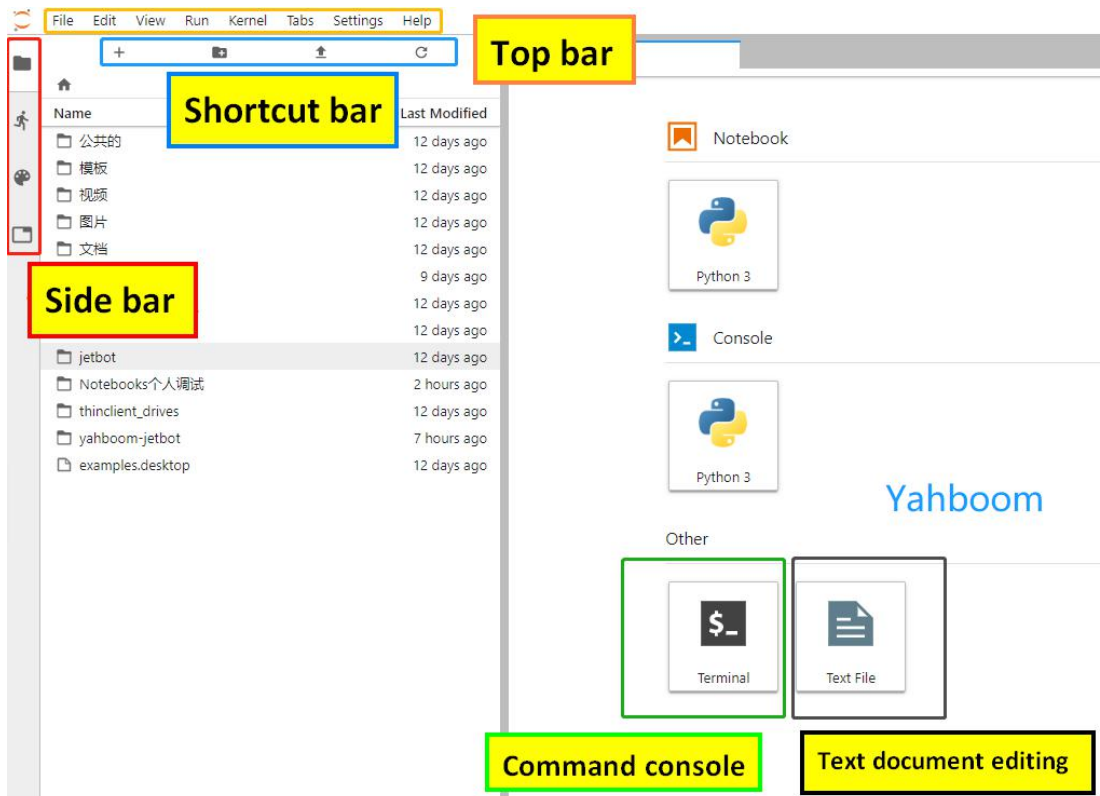 File Edit View Run Kernel Tabs Settings Help
Top bar
Shortcut bar
Name Last Modified
公共的 12 days ago
模板 12 days ago
视频 12 days ago
图片 12 days ago
文档 12 days ago
9 days ago
12 days ago
12 days ago
Side bar
jetbot 12 days ago
Notebooks个人调试 2 hours ago
thinclient_drives 12 days ago
yahboom-jetbot 7 hours ago
examples.desktop 12 days ago
Notebook
Python 3
Console
Python 3
Yahboom
Other
$_
Terminal
Text File
Command console
Text document editing